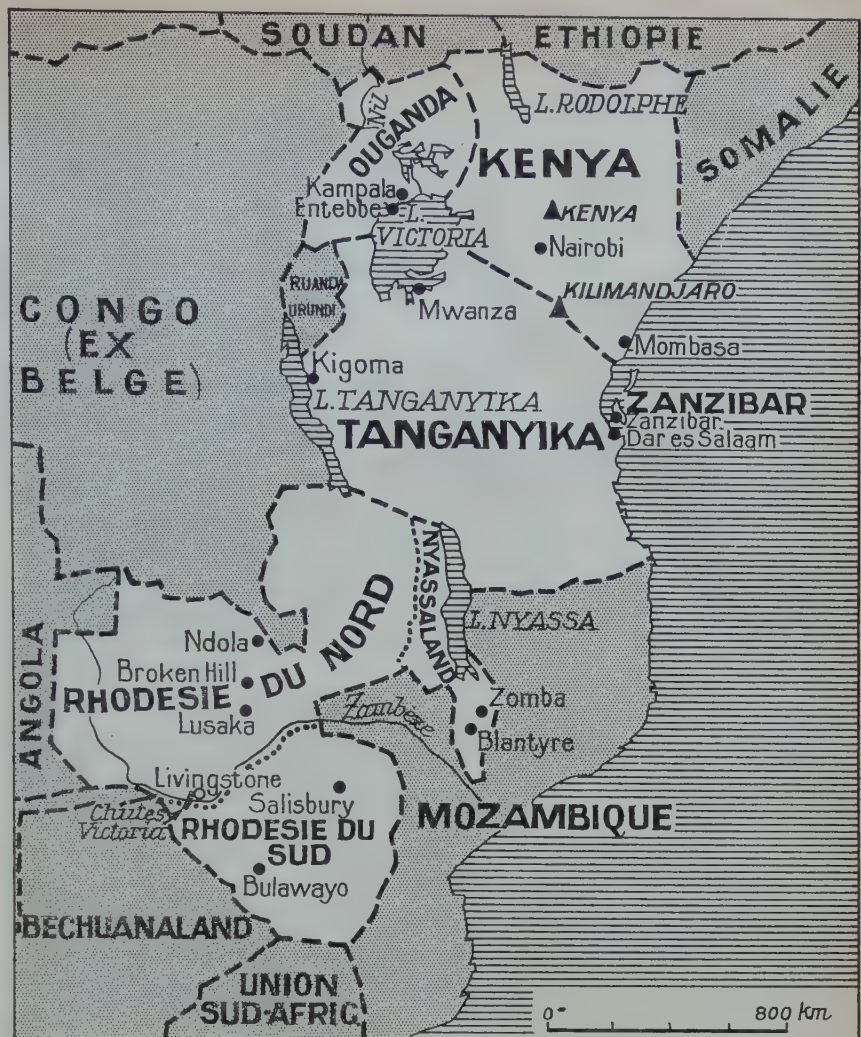 SOUDAN
ETHIOPIE
SOMALIE
Nil
OUGANDA
L.RODOLPHE
KENYA
Kampala
Entebbe
L.
VICTORIA
KENYA
Nairobi
RUANDA
URUNDI
CONGO
(EX
BELGE)
Mwanza
KILIMANDJARO
Mombasa
Kigoma
L.TANGANYIKA
TANGANYIKA
ZANZIBAR
Zanzibar
Dar es Salaam
NYASSALAND
L.NYASSA
ANGOLA
Ndola
Broken Hill
RHODESIE DU NORD
Lusaka
Zambèze
Zomba
Blantyre
Livingstone
Chutes
Victoria
Salisbury
RHODESIE DU
SUD
Bulawayo
MOZAMBIQUE
BECHUANALAND
UNION
SUD-AFRIC.
0
800 km